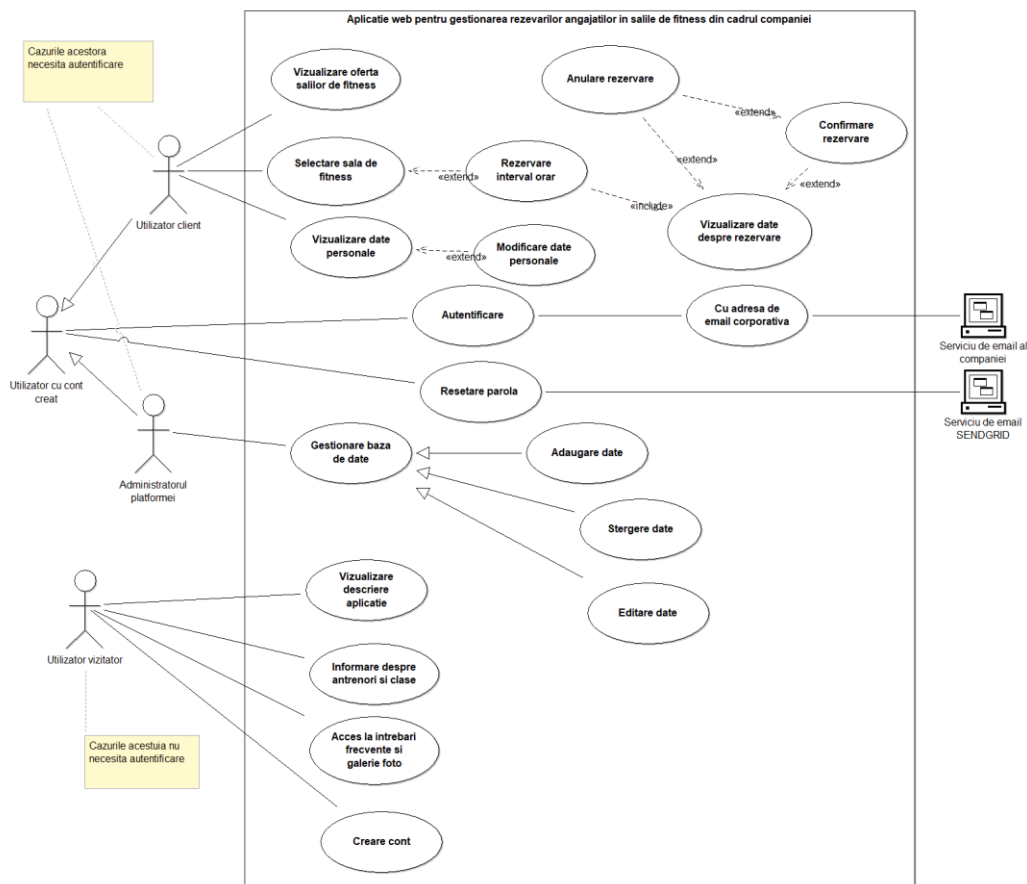 Aplicatie web pentru gestionarea rezevarilor angajatilor in salile de fitness din cadrul companiei
Cazurile acestora
necesita autentificare
Vizualizare oferta
salilor de fitness
Anulare rezervare
«extend»
Confirmare
rezervare
Utilizator client
Selectare sala de
fitness
«extend»
Rezervare
interval orar
«extend»
«extend»
«include»
Vizualizare date
despre rezervare
Vizualizare date
personale
«extend»
Modificare date
personale
Utilizator cu cont
creat
Autentificare
Cu adresa de
email corporativa
Serviciu de email al
companiei
Resetare parola
Serviciu de email
SENDGRID
Administratorul
platformei
Gestionare baza
de date
Adaugare date
Stergere date
Editare date
Utilizator vizitator
Vizualizare
descriere
aplicatie
Informare despre
antrenori si clase
Cazurile acestuia nu
necesita autentificare
Acces la intrebari
frecvente si
galerie foto
Creare cont